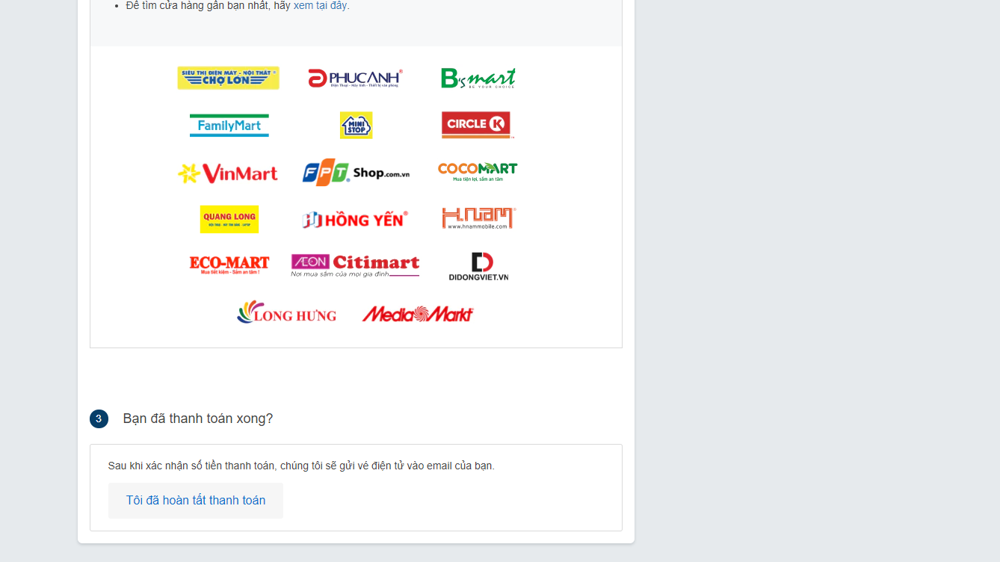 Để tìm cửa hàng gần bạn nhất, hãy xem tại đây.
SIÊU THỊ ĐIỆN MÁY - NỘI THẤT ®
CHỢ LỚN
PHUCANH®
Điện Thoại - Máy tính - Thiết bị văn phòng
B's mart
BE YOUR CHOICE
FamilyMart
MINI
STOP
CIRCLE K
VinMart
FPT. Shop.com.vn
COCOMART
Mua tiện lợi, sắm an tâm
QUANG LONG
HỒNG YẾN®
H.nam®
www.hnammobile.com
ECO-MART
Mua tiết kiệm - Sắm an tâm !
ÆON Citimart
Nơi mua sắm của mọi gia đình
DIDONGVIET.VN
LONG HƯNG
Media Markt
3 Bạn đã thanh toán xong?
Sau khi xác nhận số tiền thanh toán, chúng tôi sẽ gửi vé điện tử vào email của bạn.
Tôi đã hoàn tất thanh toán